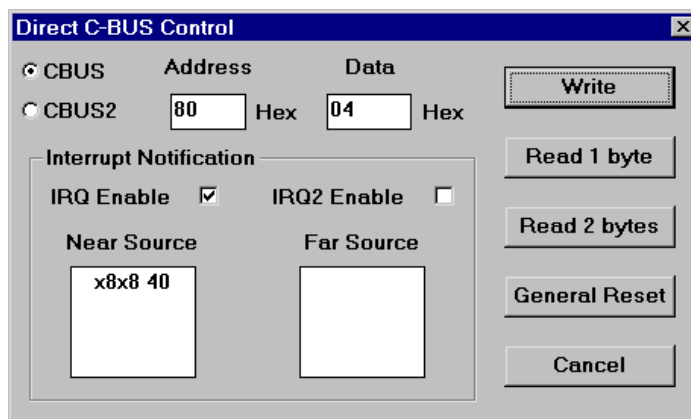 Direct C-BUS Control
CBUS Address Data
CBUS2 80 Hex 04 Hex
Write
Interrupt Notification
Read 1 byte
IRQ Enable IRQ2 Enable
Read 2 bytes
Near Source Far Source
x8x8 40
General Reset
Cancel